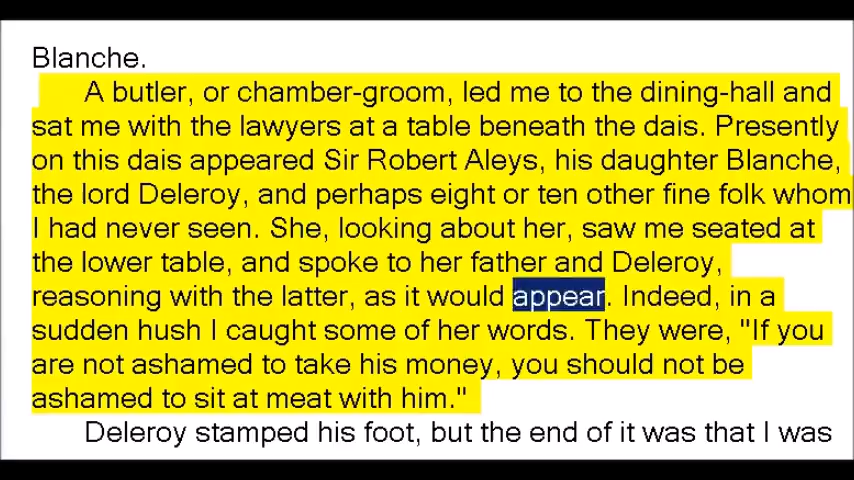 Blanche.
A butler, or chamber-groom, led me to the dining-hall and
sat me with the lawyers at a table beneath the dais. Presently
on this dais appeared Sir Robert Aleys, his daughter Blanche,
the lord Deleroy, and perhaps eight or ten other fine folk whom
I had never seen. She, looking about her, saw me seated at
the lower table, and spoke to her father and Deleroy,
reasoning with the latter, as it would appear. Indeed, in a
sudden hush I caught some of her words. They were, "If you
are not ashamed to take his money, you should not be
ashamed to sit at meat with him."
Deleroy stamped his foot, but the end of it was that I was